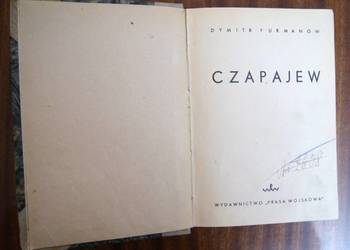 DYMITR FURMANOW
CZAPAJEW
WYDAWNICTWO „PRASA WOJSKOWA"